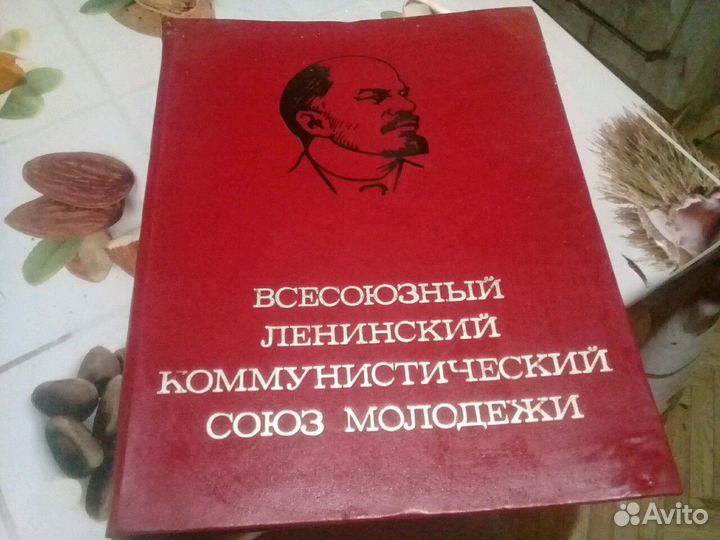 ВСЕСОЮЗНЫЙ
ЛЕНИНСКИЙ
КОММУНИСТИЧЕСКИЙ
СОЮЗ МОЛОДЕЖИ
Avito